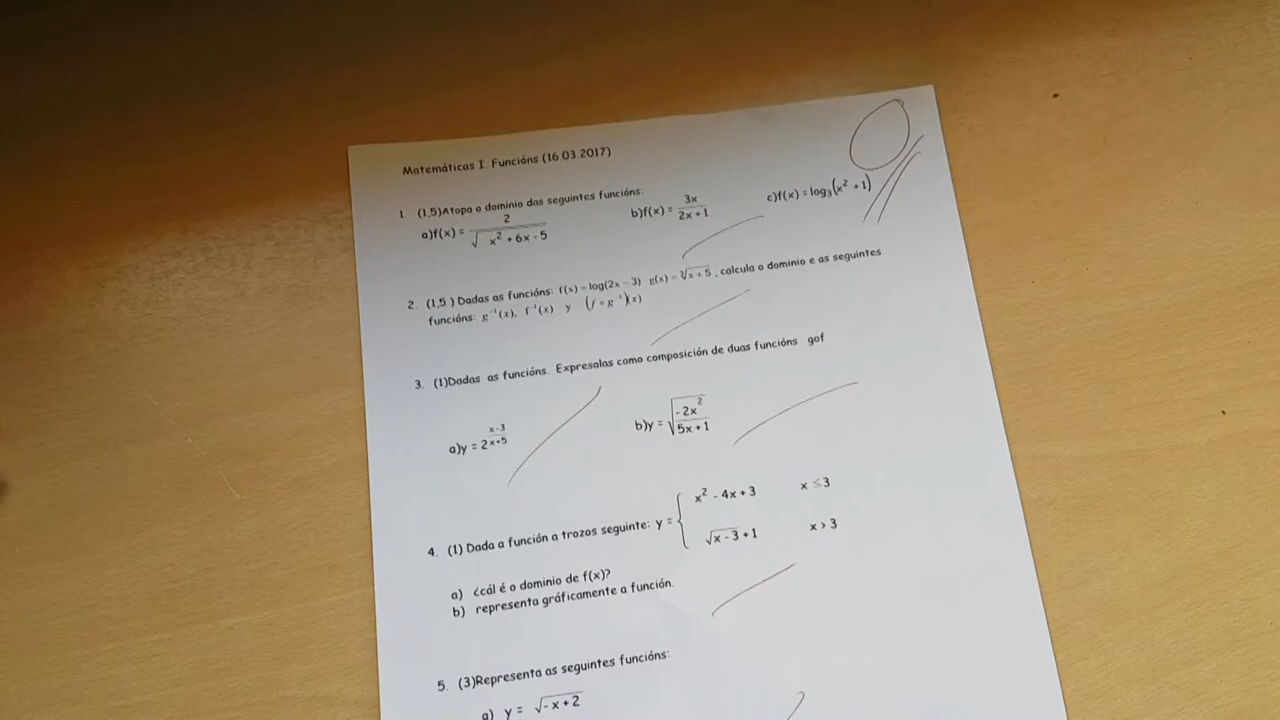 Matemáticas I. Funcións (16.03.2017)
1. (1,5)Atopa o dominio das seguintes funcións:
a)f(x) = 2/√(x² + 6x - 5) b)f(x) = 3x/(2x + 1) c)f(x) = log₃(x² + 1)
2. (1,5 ) Dadas as funcións: f(x) = log(2x − 3) g(x) = ∛(x + 5) , calcula o dominio e as seguintes
funcións: g⁻¹(x), f⁻¹(x) y (f ∘ g⁻¹)(x)
3. (1)Dadas as funcións. Expresalas como composición de duas funcións gof
a)y = 2^((x-3)/(x+5)) b)y = √(-2x²/(5x + 1))
4. (1) Dada a función a trozos seguinte: y = { x² - 4x + 3 x ≤ 3
√(x - 3) + 1 x > 3
a) ¿cál é o dominio de f(x)?
b) representa gráficamente a función.
5. (3)Representa as seguintes funcións:
a) y = √(-x + 2)